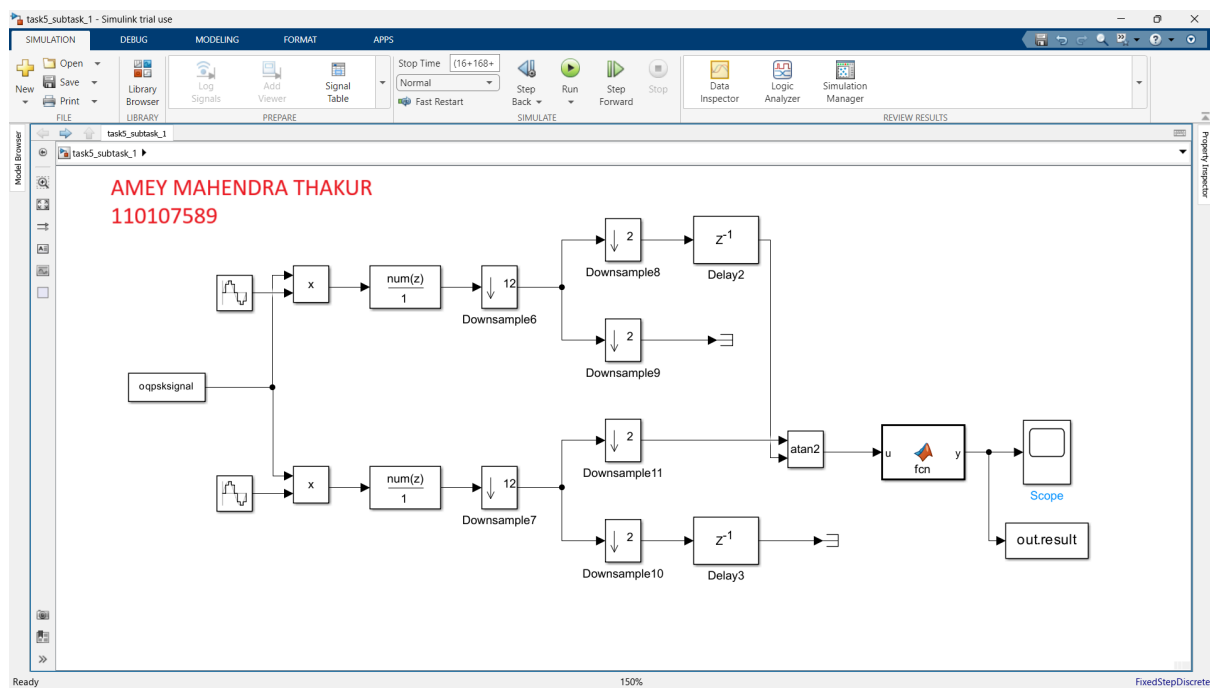 task5_subtask_1 - Simulink trial use
SIMULATION DEBUG MODELING FORMAT APPS
New
Open
Save
Print
FILE
Library Browser
LIBRARY
Log Signals
Add Viewer
Signal Table
PREPARE
Stop Time (16+168+
Normal
Fast Restart
Step Back
Run
Step Forward
Stop
SIMULATE
Data Inspector
Logic Analyzer
Simulation Manager
REVIEW RESULTS
Model Browser
task5_subtask_1
task5_subtask_1
Property Inspector
AMEY MAHENDRA THAKUR
110107589
x
num(z)
1
12
Downsample6
2
Downsample8
Z-1
Delay2
2
Downsample9
oqpsksignal
x
num(z)
1
12
Downsample7
2
Downsample11
2
Downsample10
Z-1
Delay3
atan2
u
fcn
y
Scope
out.result
Ready
150%
FixedStepDiscrete